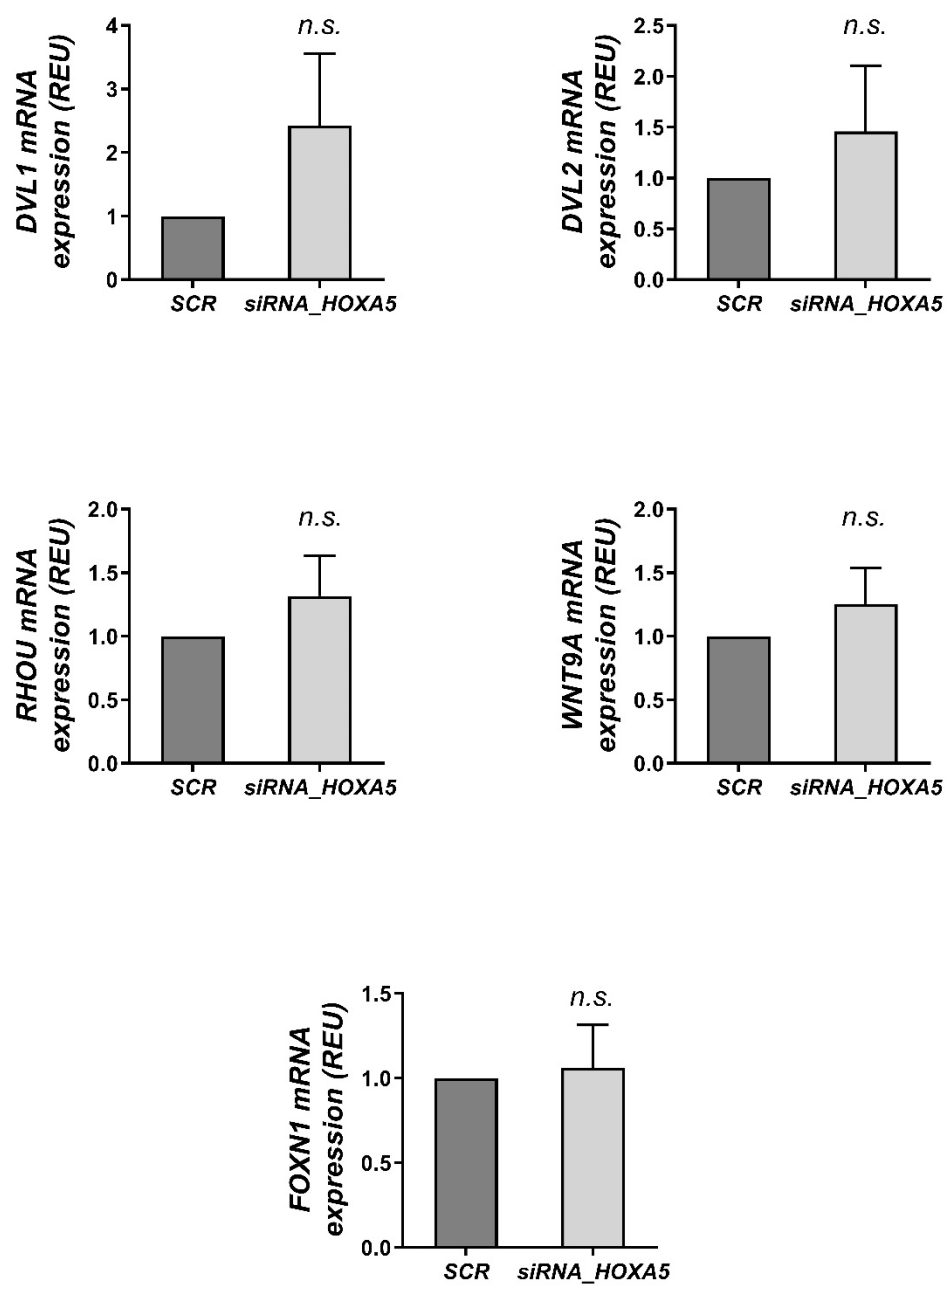 n.s.
DVL1 mRNA
expression (REU)
4
3
2
1
0
SCR siRNA_HOXA5
n.s.
DVL2 mRNA
expression (REU)
2.5
2.0
1.5
1.0
0.5
0.0
SCR siRNA_HOXA5
n.s.
RHOU mRNA
expression (REU)
2.0
1.5
1.0
0.5
0.0
SCR siRNA_HOXA5
n.s.
WNT9A mRNA
expression (REU)
2.0
1.5
1.0
0.5
0.0
SCR siRNA_HOXA5
n.s.
FOXN1 mRNA
expression (REU)
1.5
1.0
0.5
0.0
SCR siRNA_HOXA5